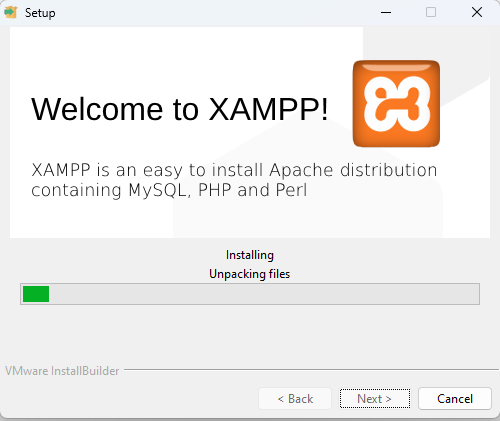 Setup
Welcome to XAMPP!
XAMPP is an easy to install Apache distribution
containing MySQL, PHP and Perl
Installing
Unpacking files
VMware InstallBuilder
< Back
Next >
Cancel